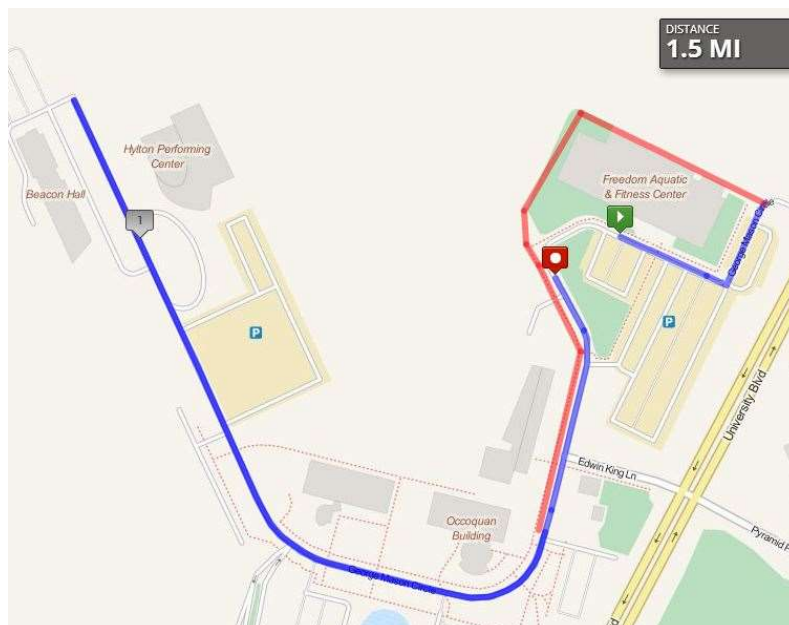 DISTANCE
1.5 MI
Hylton Performing
Center
Beacon Hall
Freedom Aquatic
& Fitness Center
1
George Mason Circle
P
P
University Blvd
Edwin King Ln
Occoquan
Building
Pyramid P
George Mason Circle